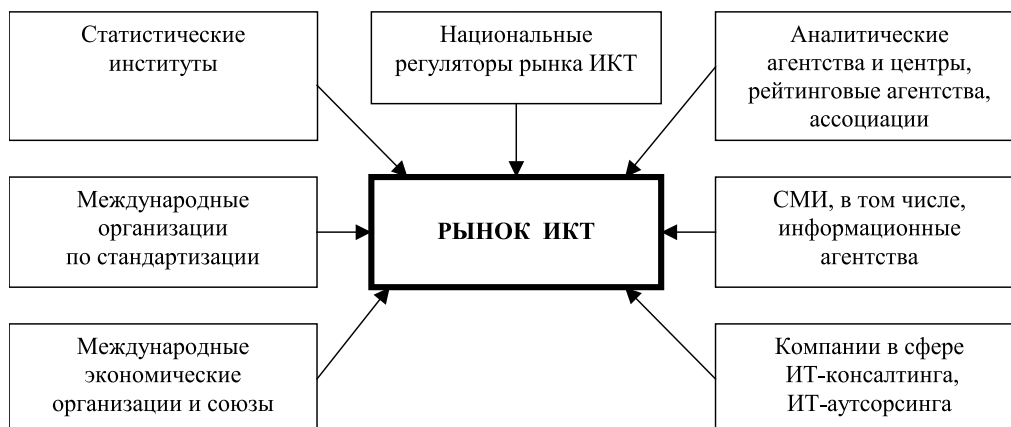 Статистические
институты
Национальные
регуляторы рынка ИКТ
Аналитические
агентства и центры,
рейтинговые агентства,
ассоциации
Международные
организации
по стандартизации
РЫНОК ИКТ
СМИ, в том числе,
информационные
агентства
Международные
экономические
организации и союзы
Компании в сфере
ИТ-консалтинга,
ИТ-аутсорсинга